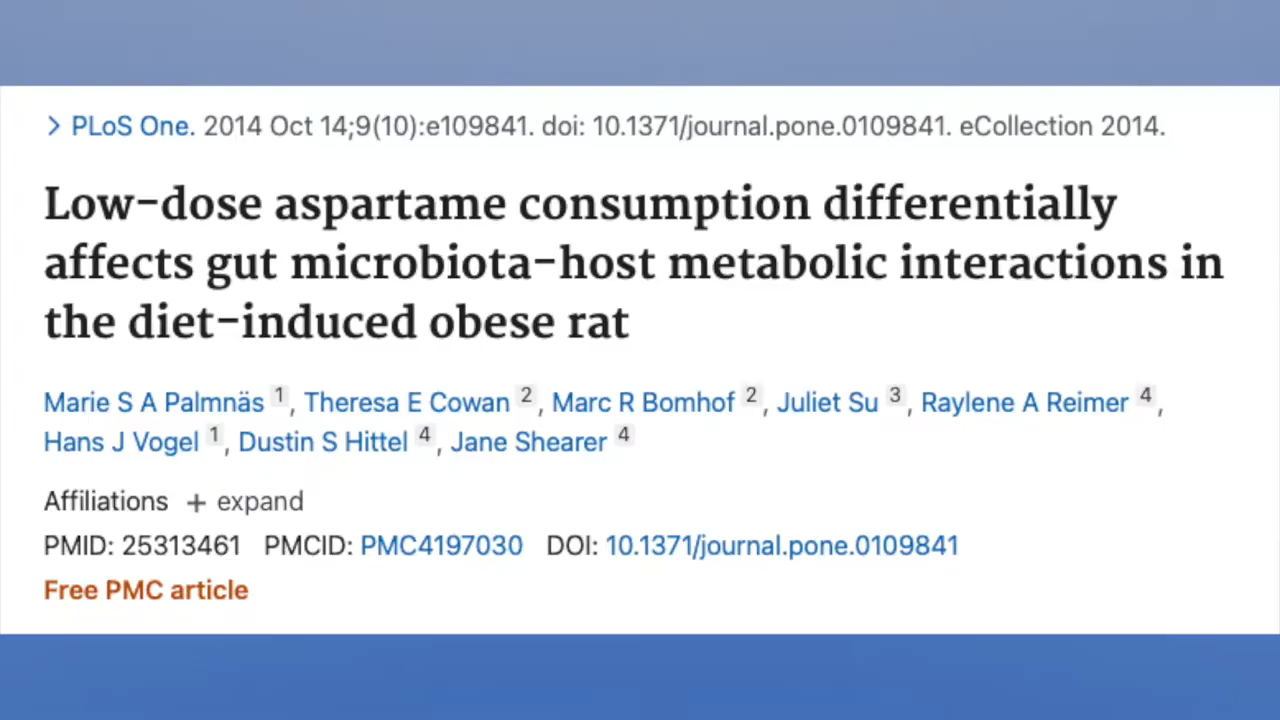 > PLoS One. 2014 Oct 14;9(10):e109841. doi: 10.1371/journal.pone.0109841. eCollection 2014.
Low-dose aspartame consumption differentially
affects gut microbiota-host metabolic interactions in
the diet-induced obese rat
Marie S A Palmnäs 1, Theresa E Cowan 2, Marc R Bomhof 2, Juliet Su 3, Raylene A Reimer 4,
Hans J Vogel 1, Dustin S Hittel 4, Jane Shearer 4
Affiliations + expand
PMID: 25313461 PMCID: PMC4197030 DOI: 10.1371/journal.pone.0109841
Free PMC article